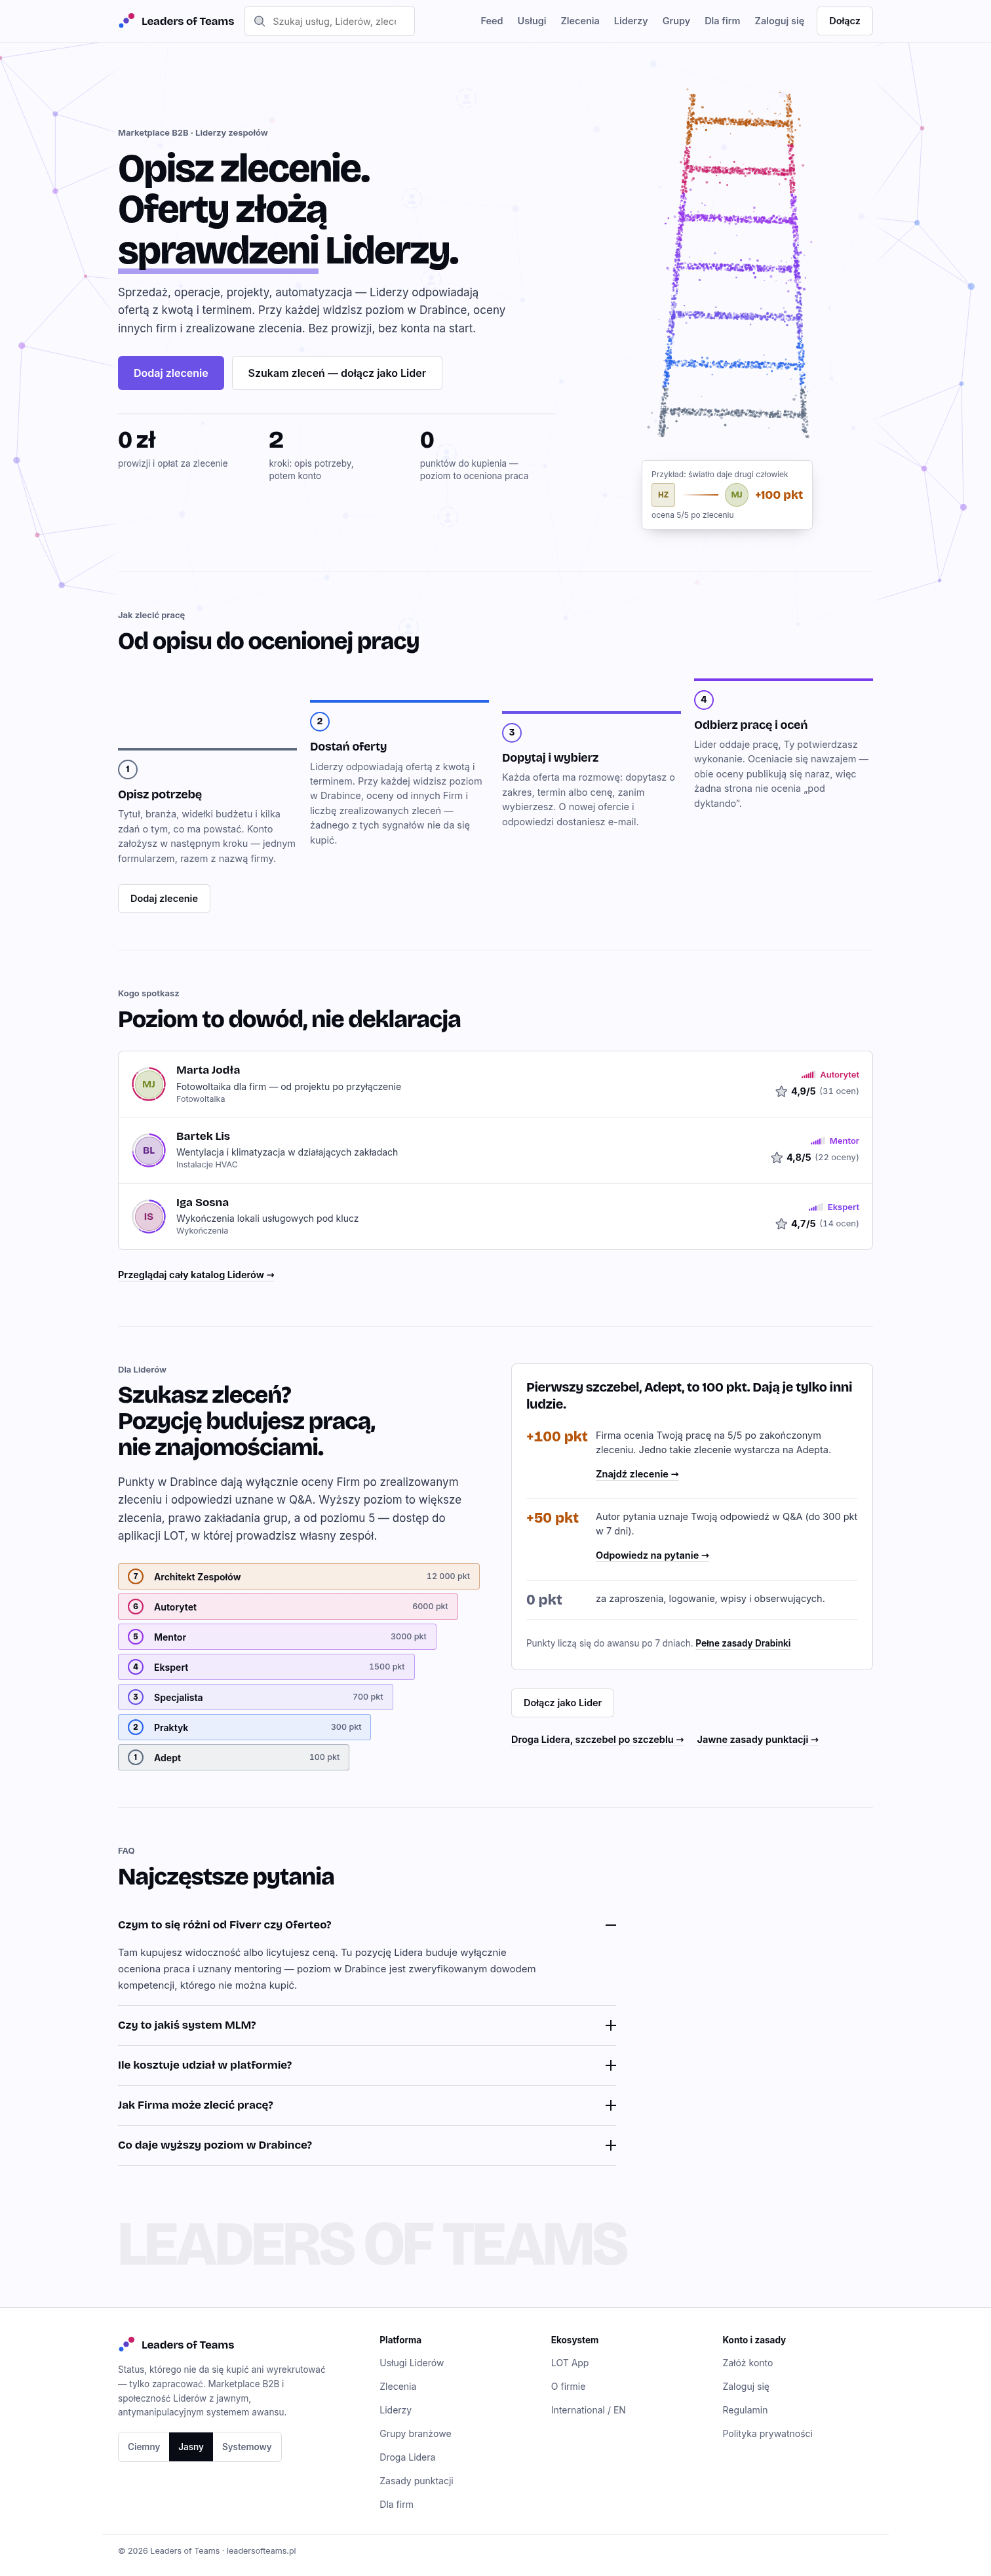 Leaders of Teams
Szukaj usług, Liderów, zlec
Feed
Usługi
Zlecenia
Liderzy
Grupy
Dla firm
Zaloguj się
Dołącz
Marketplace B2B · Liderzy zespołów
Opisz zlecenie.
Oferty złożą
sprawdzeni Liderzy.
Sprzedaż, operacje, projekty, automatyzacja — Liderzy odpowiadają
ofertą z kwotą i terminem. Przy każdej widzisz poziom w Drabince, oceny
innych firm i zrealizowane zlecenia. Bez prowizji, bez konta na start.
Dodaj zlecenie
Szukam zleceń — dołącz jako Lider
0 zł
prowizji i opłat za zlecenie
2
kroki: opis potrzeby,
potem konto
0
punktów do kupienia —
poziom to oceniona praca
Przykład: światło daje drugi człowiek
HZ
MJ
+100 pkt
ocena 5/5 po zleceniu
Jak zlecić pracę
Od opisu do ocenionej pracy
1
Opisz potrzebę
Tytuł, branża, widełki budżetu i kilka
zdań o tym, co ma powstać. Konto
założysz w następnym kroku — jednym
formularzem, razem z nazwą firmy.
2
Dostań oferty
Liderzy odpowiadają ofertą z kwotą i
terminem. Przy każdej widzisz poziom
w Drabince, oceny od innych Firm i
liczbę zrealizowanych zleceń —
żadnego z tych sygnałów nie da się
kupić.
3
Dopytaj i wybierz
Każda oferta ma rozmowę: dopytasz o
zakres, termin albo cenę, zanim
wybierzesz. O nowej ofercie i
odpowiedzi dostaniesz e-mail.
4
Odbierz pracę i oceń
Lider oddaje pracę, Ty potwierdzasz
wykonanie. Oceniacie się nawzajem —
obie oceny publikują się naraz, więc
żadna strona nie ocenia „pod
dyktando”.
Dodaj zlecenie
Kogo spotkasz
Poziom to dowód, nie deklaracja
MJ
Marta Jodła
Fotowoltaika dla firm — od projektu po przyłączenie
Fotowoltaika
Autorytet
4,9/5 (31 ocen)
BL
Bartek Lis
Wentylacja i klimatyzacja w działających zakładach
Instalacje HVAC
Mentor
4,8/5 (22 oceny)
IS
Iga Sosna
Wykończenia lokali usługowych pod klucz
Wykończenia
Ekspert
4,7/5 (14 ocen)
Przeglądaj cały katalog Liderów →
Dla Liderów
Szukasz zleceń?
Pozycję budujesz pracą,
nie znajomościami.
Punkty w Drabince dają wyłącznie oceny Firm po zrealizowanym
zleceniu i odpowiedzi uznane w Q&A. Wyższy poziom to większe
zlecenia, prawo zakładania grup, a od poziomu 5 — dostęp do
aplikacji LOT, w której prowadzisz własny zespół.
7 Architekt Zespołów 12 000 pkt
6 Autorytet 6000 pkt
5 Mentor 3000 pkt
4 Ekspert 1500 pkt
3 Specjalista 700 pkt
2 Praktyk 300 pkt
1 Adept 100 pkt
Pierwszy szczebel, Adept, to 100 pkt. Dają je tylko inni
ludzie.
+100 pkt
Firma ocenia Twoją pracę na 5/5 po zakończonym
zleceniu. Jedno takie zlecenie wystarcza na Adepta.
Znajdź zlecenie →
+50 pkt
Autor pytania uznaje Twoją odpowiedź w Q&A (do 300 pkt
w 7 dni).
Odpowiedz na pytanie →
0 pkt
za zaproszenia, logowanie, wpisy i obserwujących.
Punkty liczą się do awansu po 7 dniach. Pełne zasady Drabinki
Dołącz jako Lider
Droga Lidera, szczebel po szczeblu →
Jawne zasady punktacji →
FAQ
Najczęstsze pytania
Czym to się różni od Fiverr czy Oferteo?
Tam kupujesz widoczność albo licytujesz ceną. Tu pozycję Lidera buduje wyłącznie
oceniona praca i uznany mentoring — poziom w Drabince jest zweryfikowanym dowodem
kompetencji, którego nie można kupić.
Czy to jakiś system MLM?
Ile kosztuje udział w platformie?
Jak Firma może zlecić pracę?
Co daje wyższy poziom w Drabince?
LEADERS OF TEAMS
Leaders of Teams
Status, którego nie da się kupić ani wyrekrutować
— tylko zapracować. Marketplace B2B i
społeczność Liderów z jawnym,
antymanipulacyjnym systemem awansu.
Ciemny
Jasny
Systemowy
Platforma
Usługi Liderów
Zlecenia
Liderzy
Grupy branżowe
Droga Lidera
Zasady punktacji
Dla firm
Ekosystem
LOT App
O firmie
International / EN
Konto i zasady
Załóż konto
Zaloguj się
Regulamin
Polityka prywatności
© 2026 Leaders of Teams · leadersofteams.pl